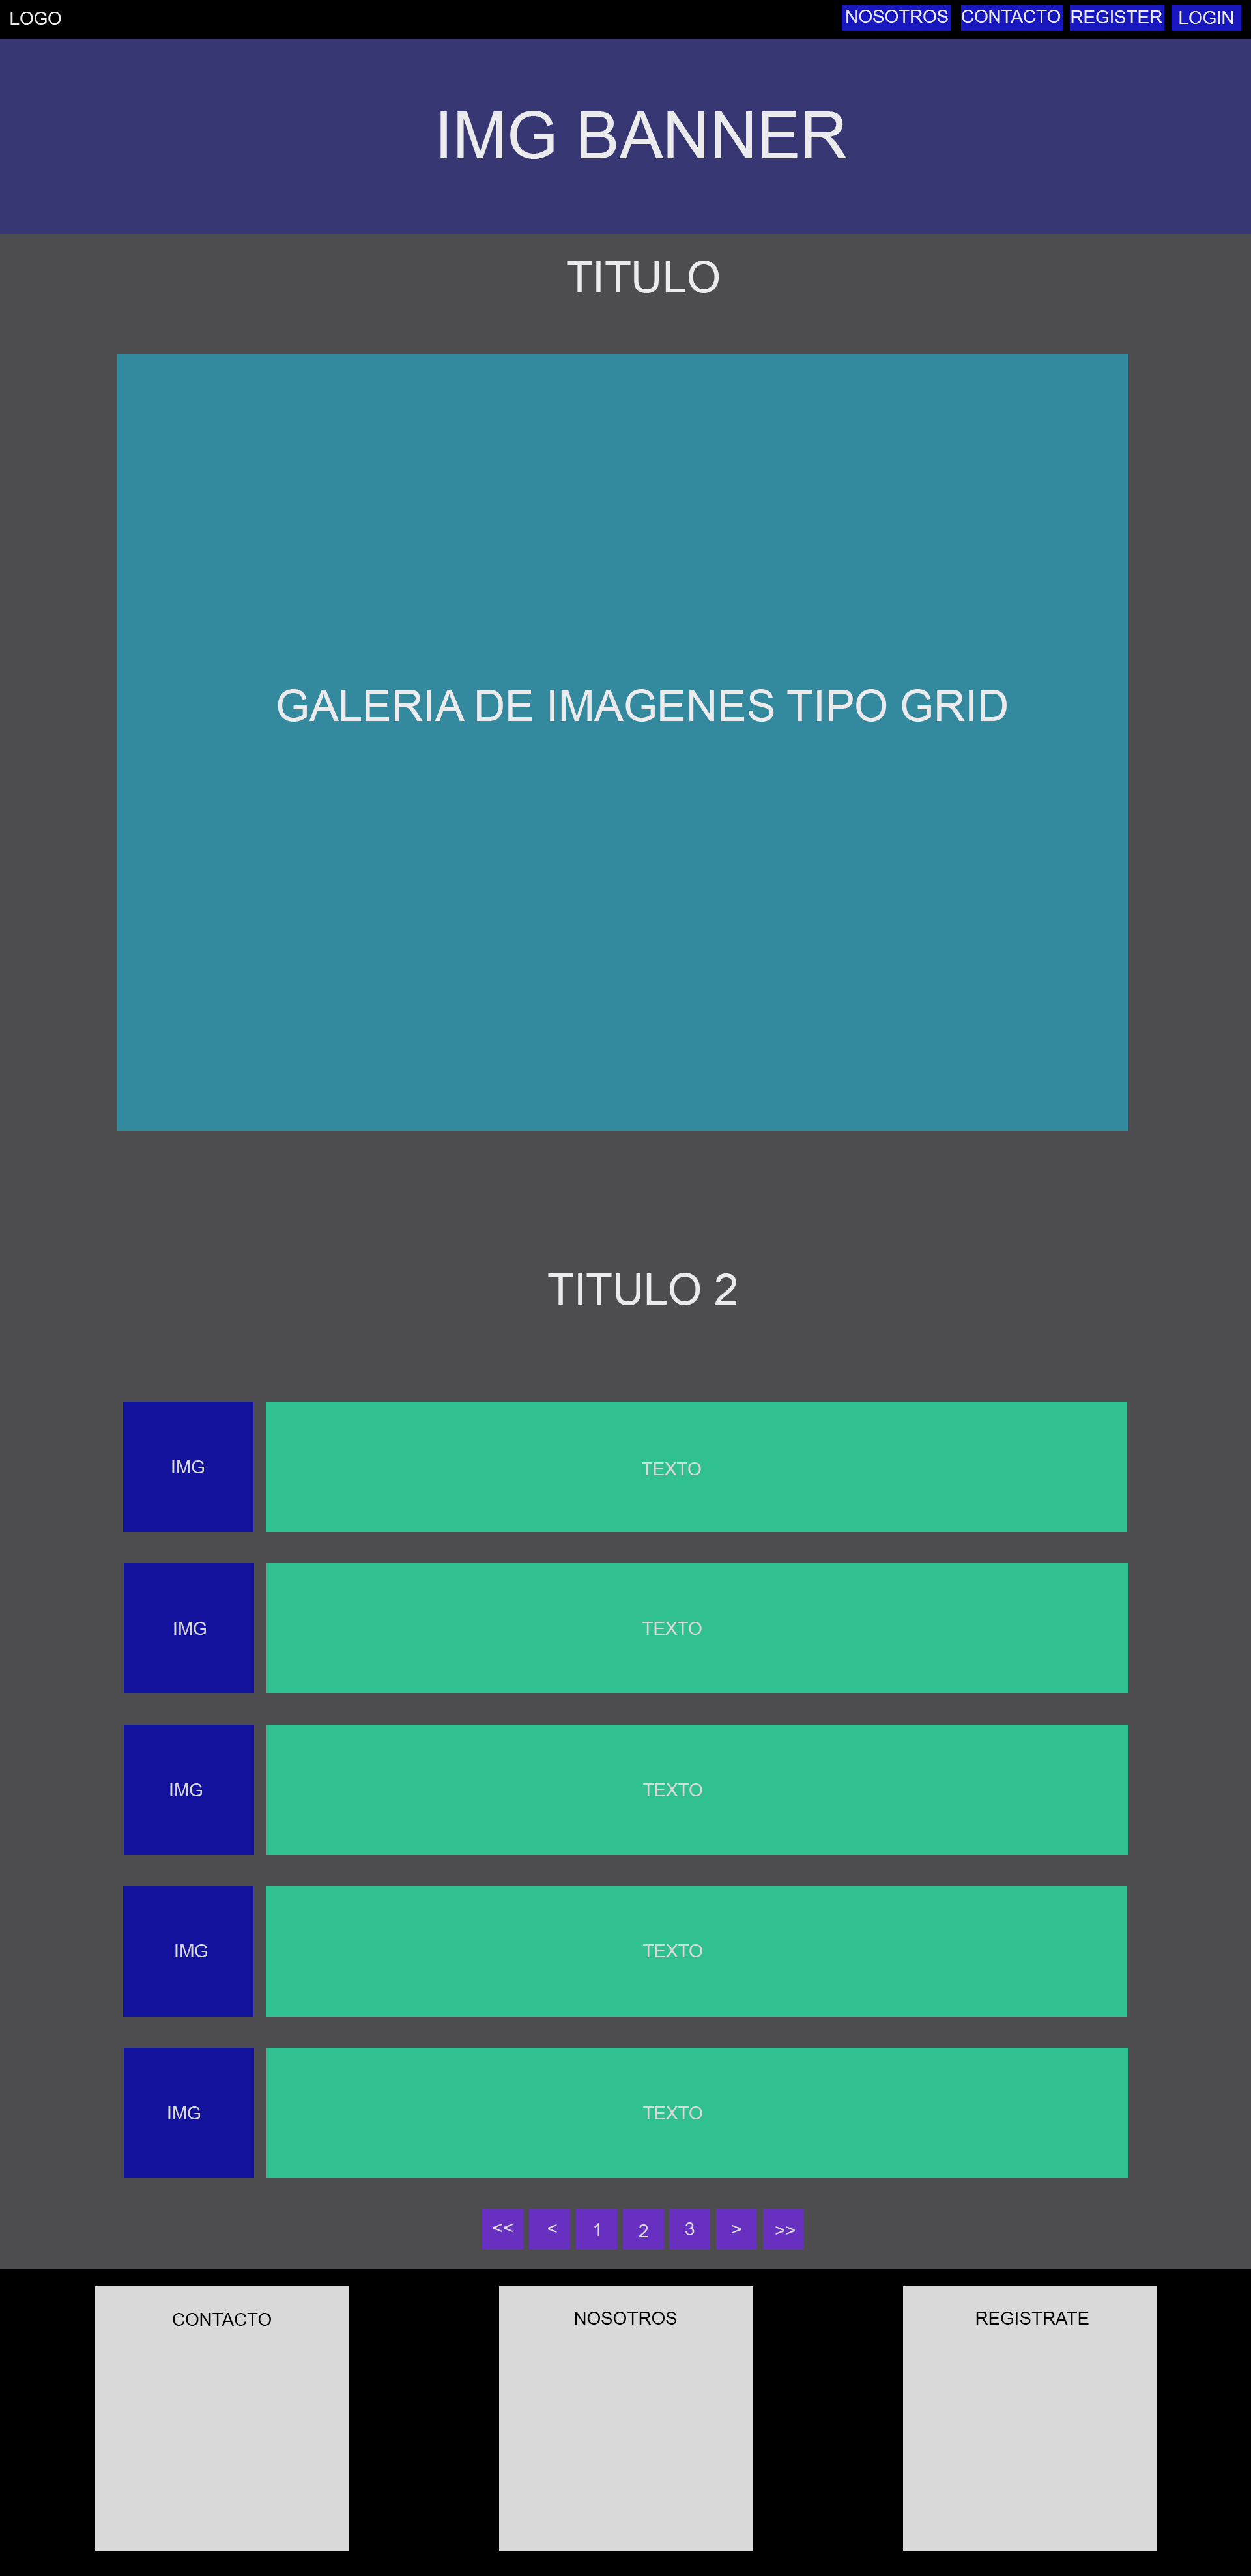 LOGO
NOSOTROS
CONTACTO
REGISTER
LOGIN
IMG BANNER
TITULO
GALERIA DE IMAGENES TIPO GRID
TITULO 2
IMG
TEXTO
IMG
TEXTO
IMG
TEXTO
IMG
TEXTO
IMG
TEXTO
<<
<
1
2
3
>
>>
CONTACTO
NOSOTROS
REGISTRATE